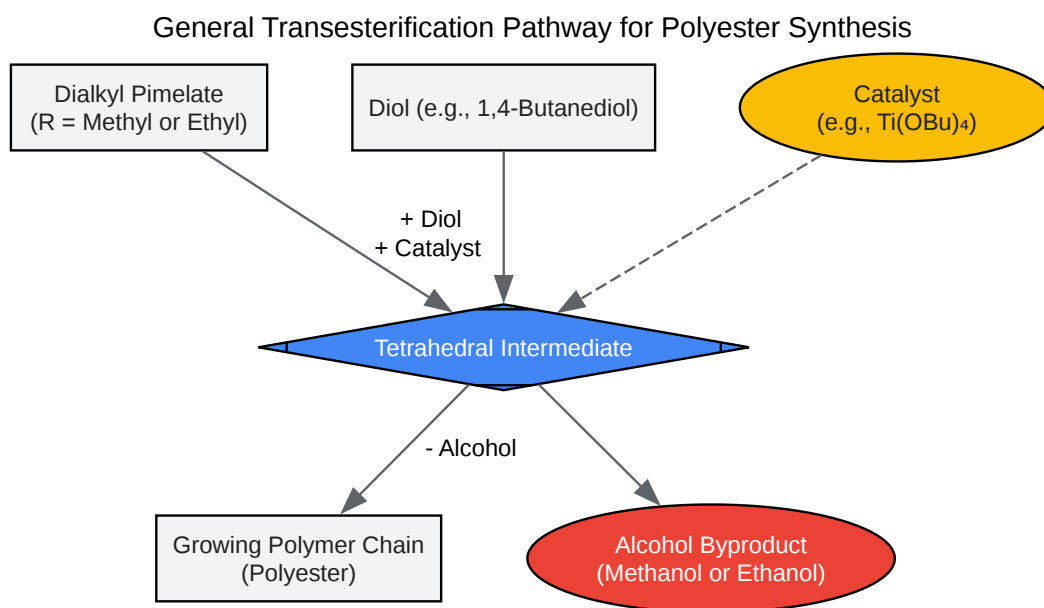 General Transesterification Pathway for Polyester Synthesis
Dialkyl Pimelate
(R = Methyl or Ethyl)
Diol (e.g., 1,4-Butanediol)
Catalyst
(e.g., Ti(OBu)₄)
+ Diol
+ Catalyst
Tetrahedral Intermediate
- Alcohol
Growing Polymer Chain
(Polyester)
Alcohol Byproduct
(Methanol or Ethanol)